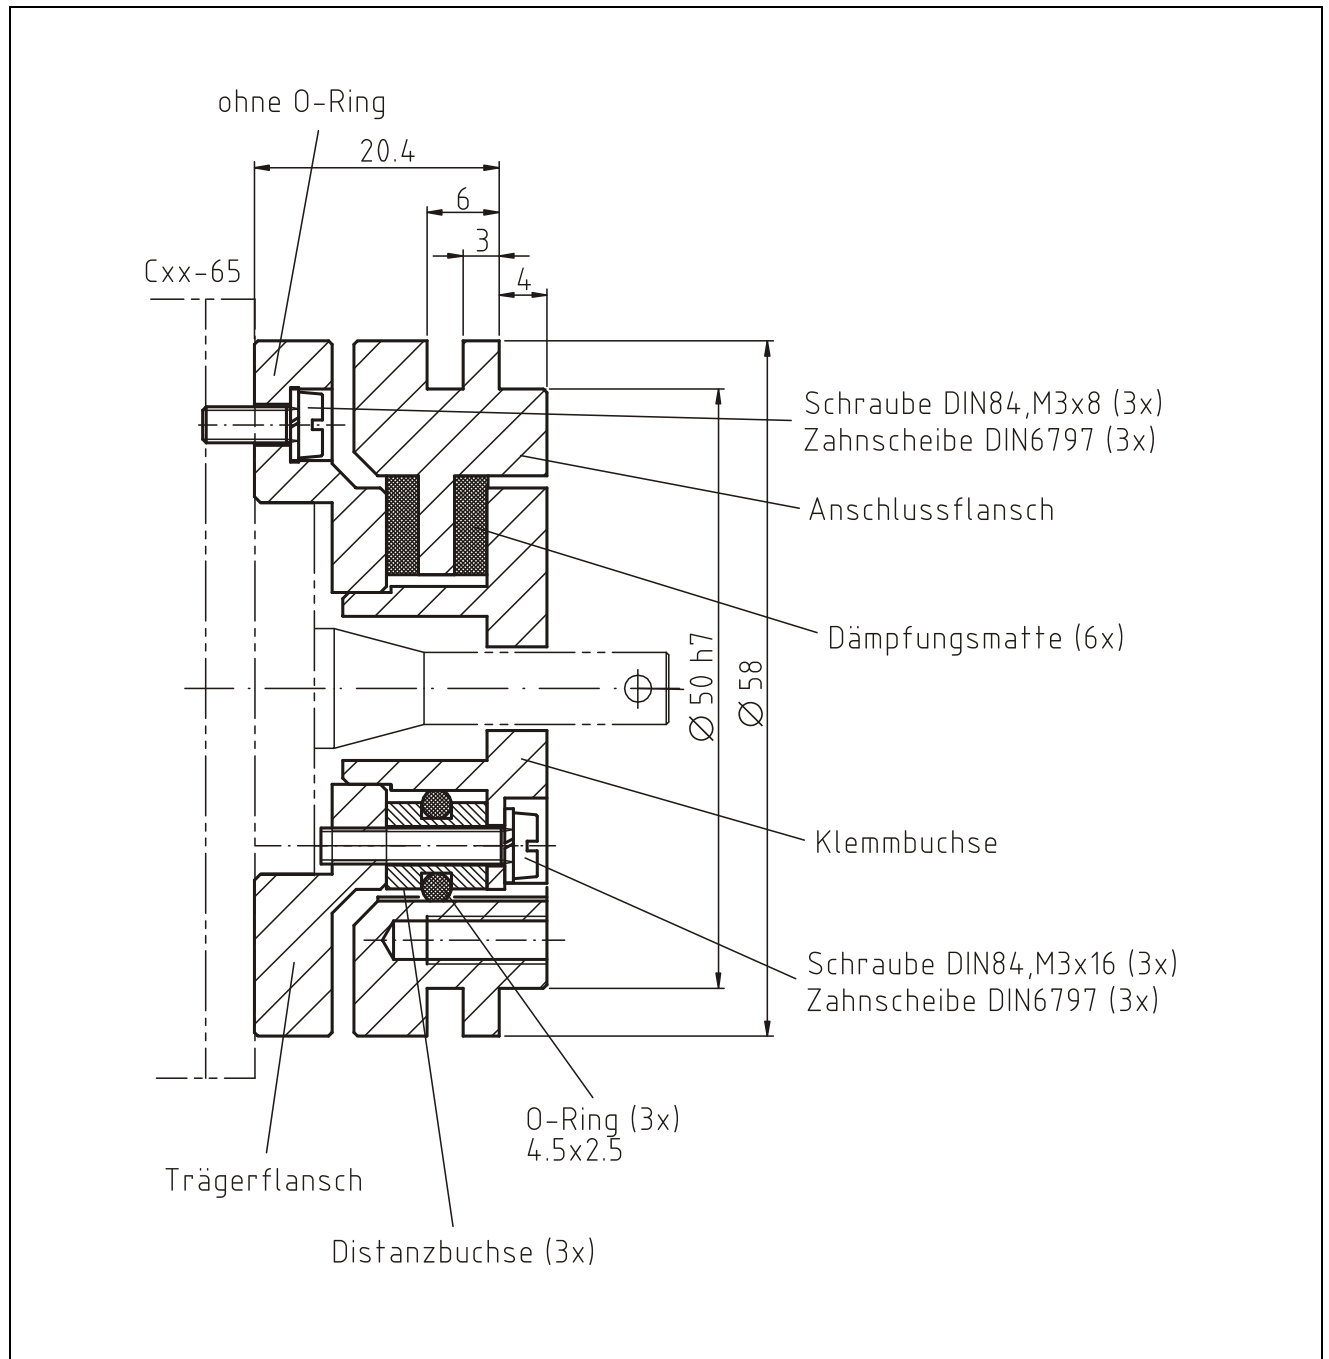 ohne O-Ring
20.4
6
3
Cxx-65
4
Schraube DIN84,M3x8 (3x)
Zahnscheibe DIN6797 (3x)
Anschlussflansch
Dämpfungsmatte (6x)
Ø 50 h7
Ø 58
Klemmbuchse
Schraube DIN84,M3x16 (3x)
Zahnscheibe DIN6797 (3x)
O-Ring (3x)
4.5x2.5
Trägerflansch
Distanzbuchse (3x)